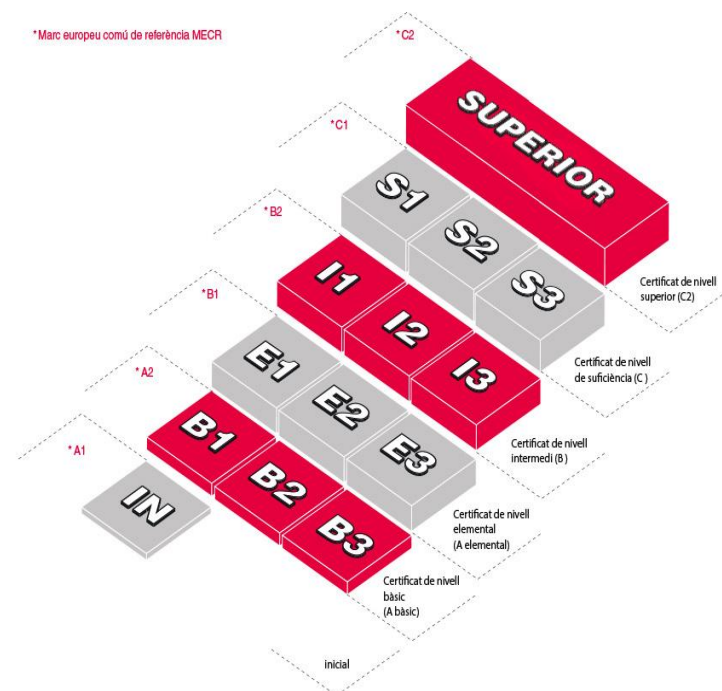 *Marc europeu comú de referència MECR
*C2
SUPERIOR
Certificat de nivell
superior (C2)
*C1
S1
S2
S3
Certificat de nivell
de suficiència (C )
*B2
I1
I2
I3
Certificat de nivell
intermedi (B )
*B1
E1
E2
E3
Certificat de nivell
elemental
(A elemental)
*A2
B1
B2
B3
Certificat de nivell
bàsic
(A bàsic)
*A1
IN
inicial